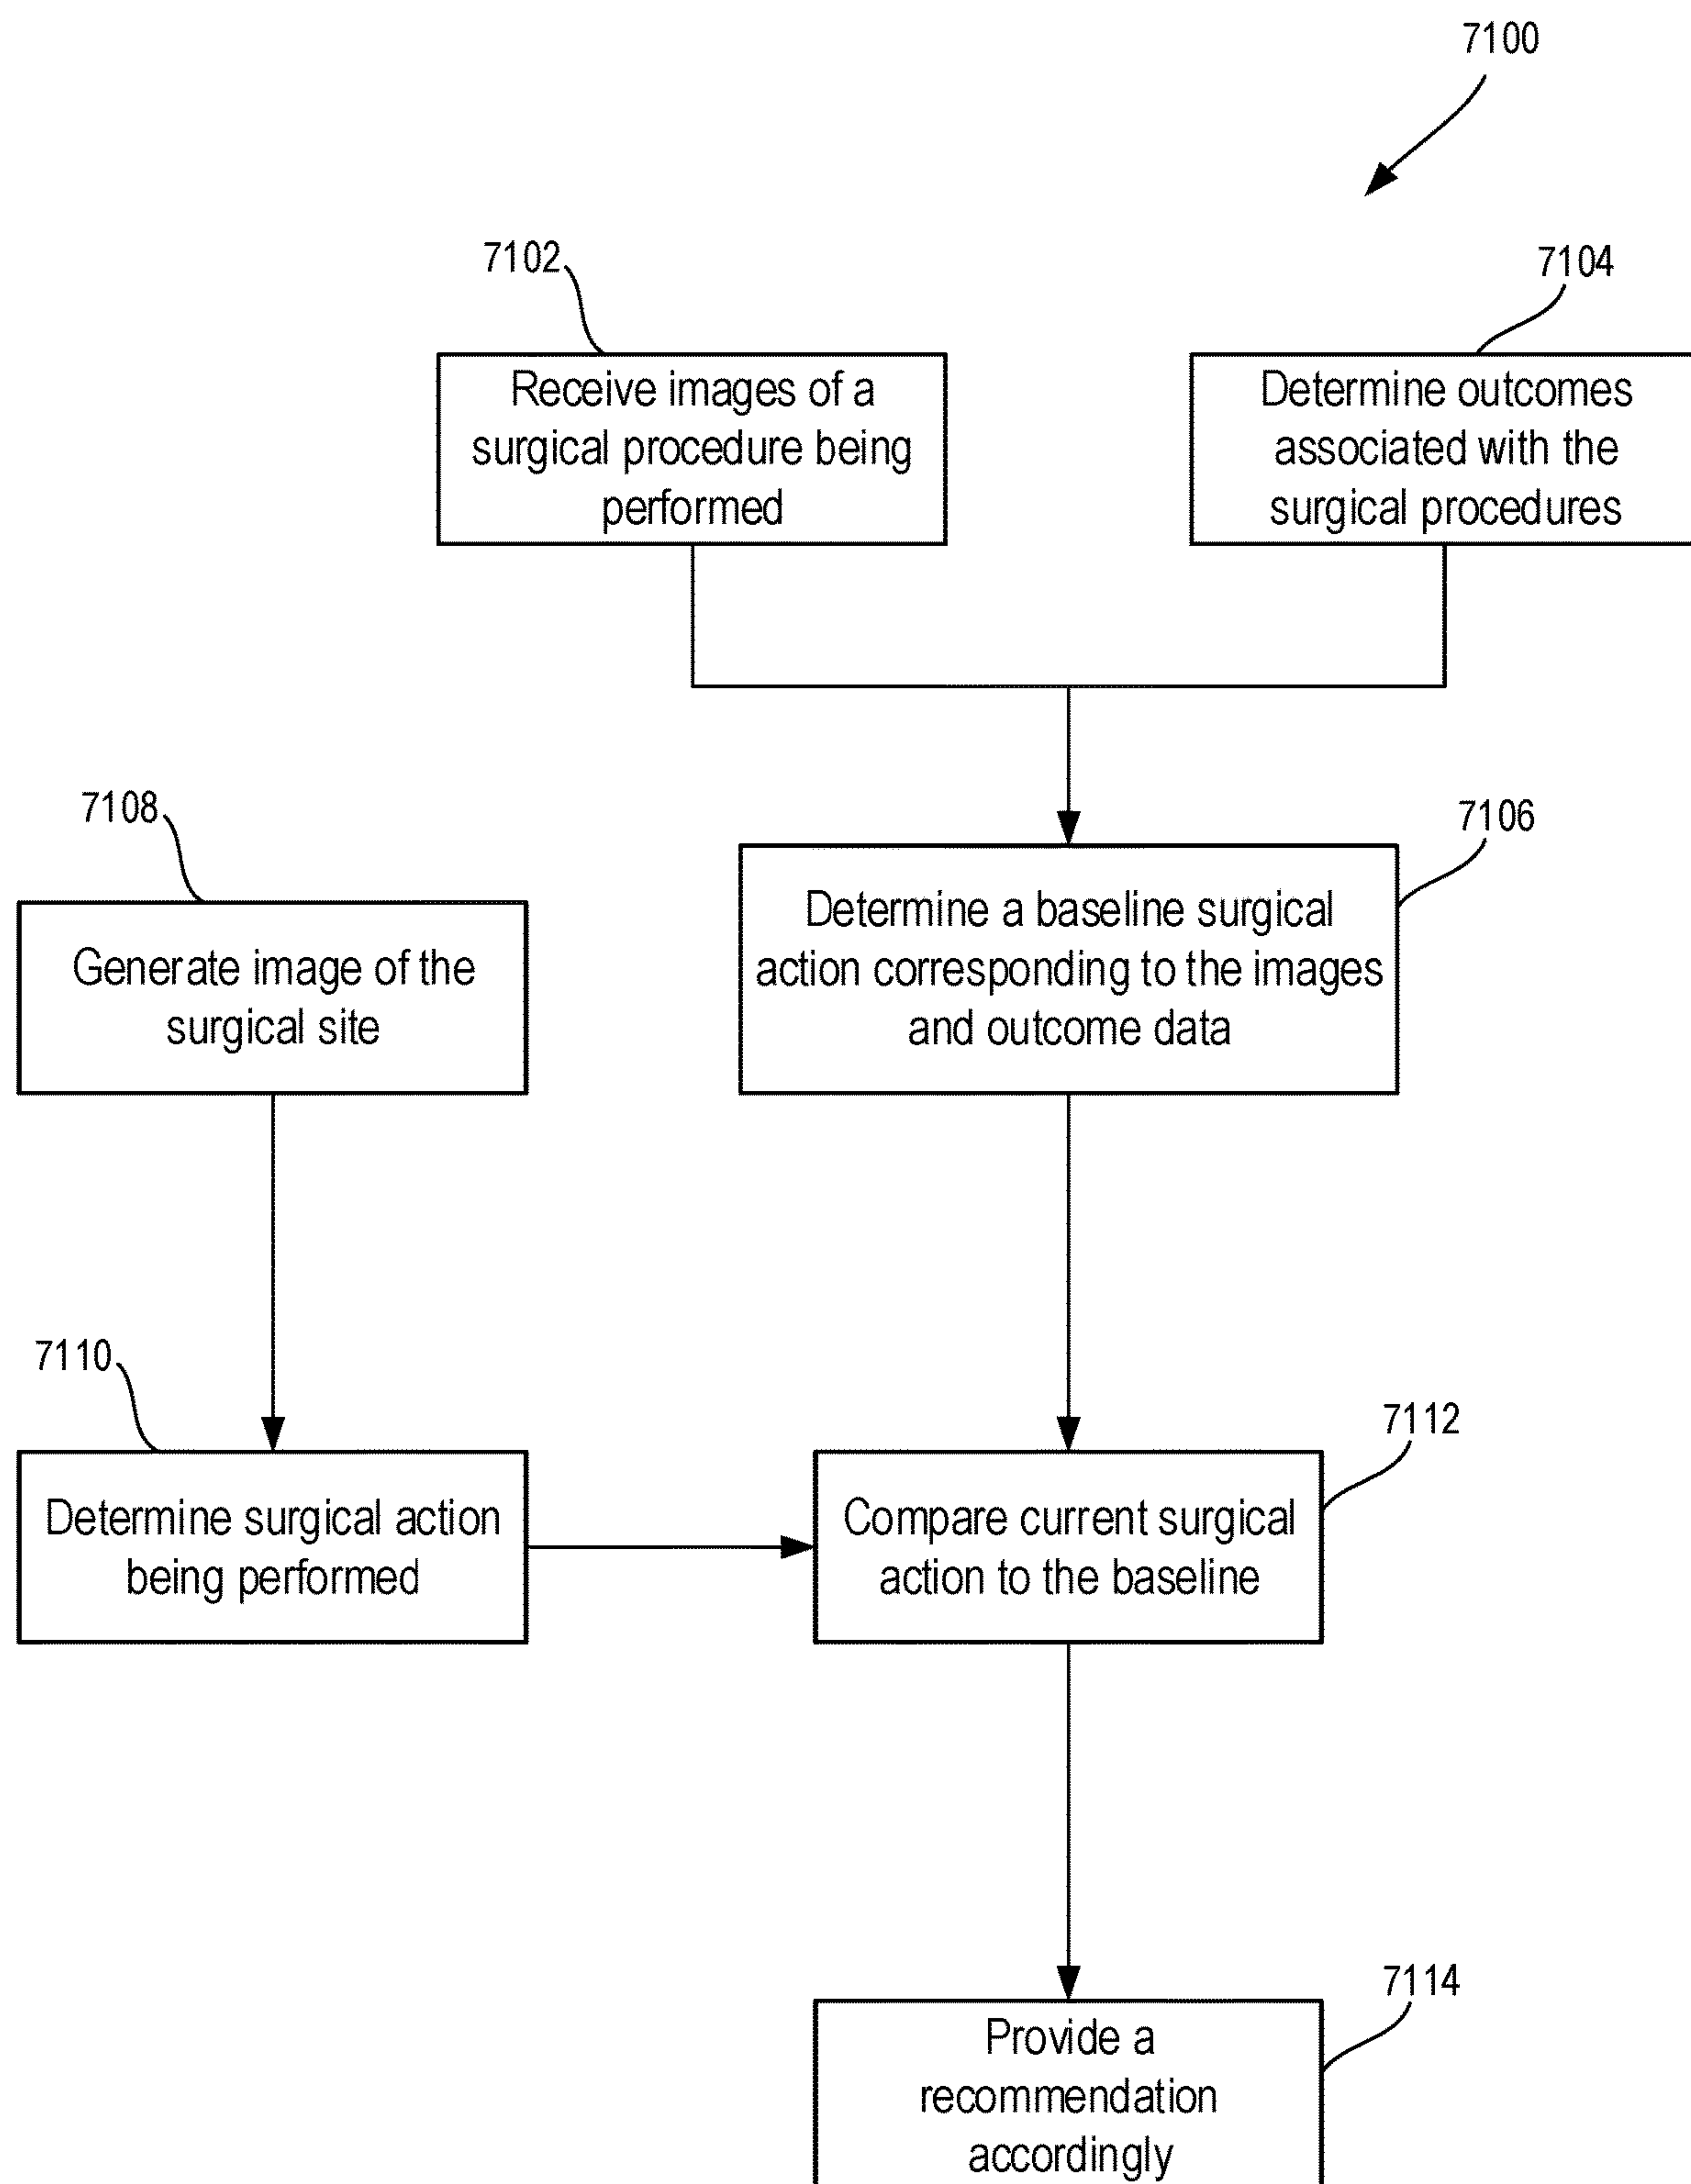 7100
7102
7104
Receive images of a
surgical procedure being
performed
Determine outcomes
associated with the
surgical procedures
7108
7106
Generate image of the
surgical site
Determine a baseline surgical
action corresponding to the images
and outcome data
7110
7112
Determine surgical action
being performed
Compare current surgical
action to the baseline
7114
Provide a
recommendation
accordingly